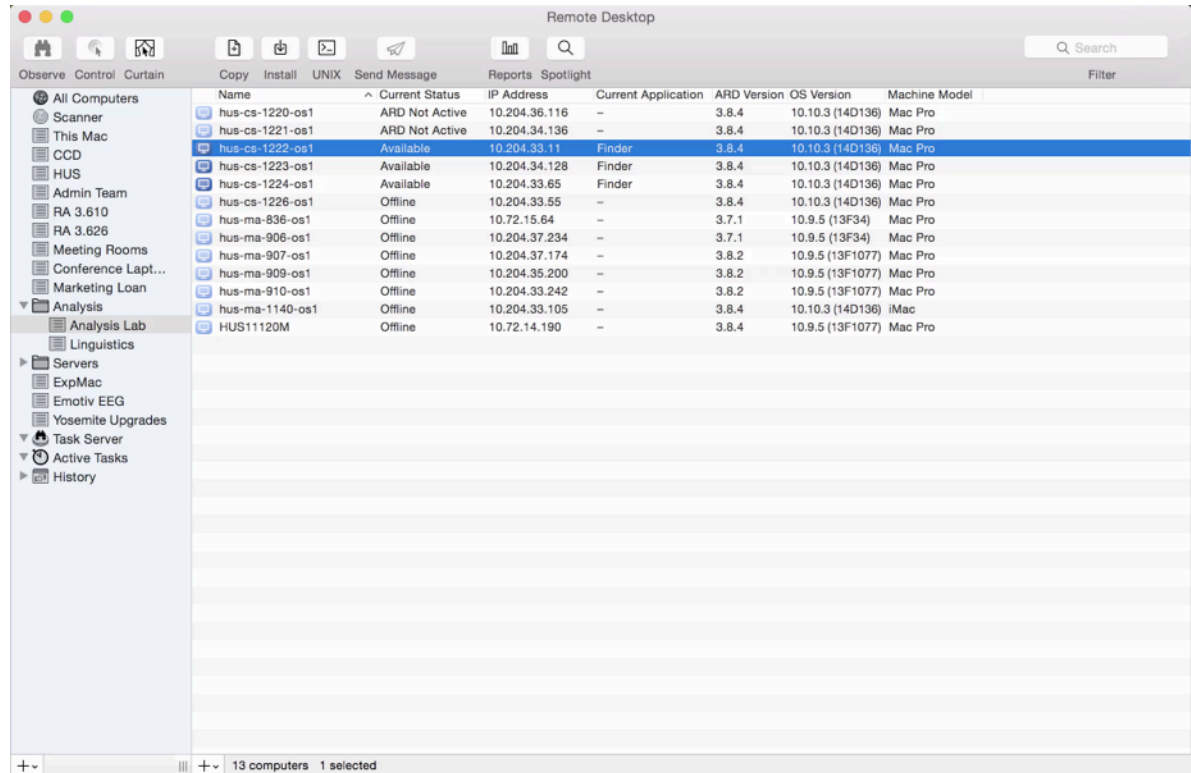 Remote Desktop
Observe Control Curtain Copy Install UNIX Send Message Reports Spotlight Search Filter
All Computers
Scanner
This Mac
CCD
HUS
Admin Team
RA 3.610
RA 3.626
Meeting Rooms
Conference Lapt...
Marketing Loan
Analysis
Analysis Lab
Linguistics
Servers
ExpMac
Emotiv EEG
Yosemite Upgrades
Task Server
Active Tasks
History
Name Current Status IP Address Current Application ARD Version OS Version Machine Model
hus-cs-1220-os1 ARD Not Active 10.204.36.116 – 3.8.4 10.10.3 (14D136) Mac Pro
hus-cs-1221-os1 ARD Not Active 10.204.34.136 – 3.8.4 10.10.3 (14D136) Mac Pro
hus-cs-1222-os1 Available 10.204.33.11 Finder 3.8.4 10.10.3 (14D136) Mac Pro
hus-cs-1223-os1 Available 10.204.34.128 Finder 3.8.4 10.10.3 (14D136) Mac Pro
hus-cs-1224-os1 Available 10.204.33.65 Finder 3.8.4 10.10.3 (14D136) Mac Pro
hus-cs-1226-os1 Offline 10.204.33.55 – 3.8.4 10.10.3 (14D136) Mac Pro
hus-ma-836-os1 Offline 10.72.15.64 – 3.7.1 10.9.5 (13F34) Mac Pro
hus-ma-906-os1 Offline 10.204.37.234 – 3.7.1 10.9.5 (13F34) Mac Pro
hus-ma-907-os1 Offline 10.204.37.174 – 3.8.2 10.9.5 (13F1077) Mac Pro
hus-ma-909-os1 Offline 10.204.35.200 – 3.8.2 10.9.5 (13F1077) Mac Pro
hus-ma-910-os1 Offline 10.204.33.242 – 3.8.2 10.9.5 (13F1077) Mac Pro
hus-ma-1140-os1 Offline 10.204.33.105 – 3.8.4 10.10.3 (14D136) iMac
HUS11120M Offline 10.72.14.190 – 3.8.4 10.9.5 (13F1077) Mac Pro
13 computers 1 selected